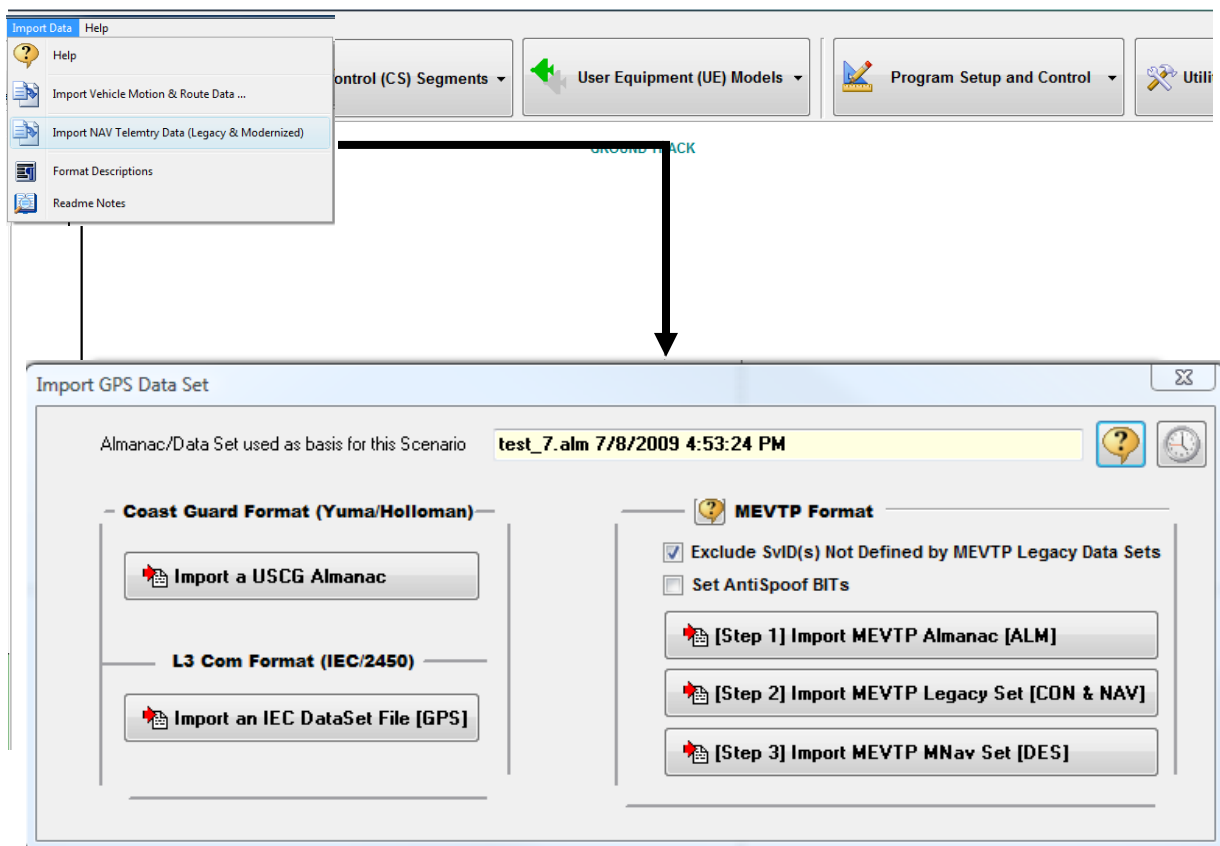 Import Data Help
Help
Import Vehicle Motion & Route Data ...
Import NAV Telemtry Data (Legacy & Modernized)
Format Descriptions
Readme Notes
ontrol (CS) Segments
User Equipment (UE) Models
Program Setup and Control
Utili
GROUND TRACK
Import GPS Data Set
Almanac/Data Set used as basis for this Scenario
test_7.alm 7/8/2009 4:53:24 PM
Coast Guard Format (Yuma/Holloman)
Import a USCG Almanac
L3 Com Format (IEC/2450)
Import an IEC DataSet File [GPS]
MEVTP Format
Exclude SvID(s) Not Defined by MEVTP Legacy Data Sets
Set AntiSpoof BITs
[Step 1] Import MEVTP Almanac [ALM]
[Step 2] Import MEVTP Legacy Set [CON & NAV]
[Step 3] Import MEVTP MNav Set [DES]